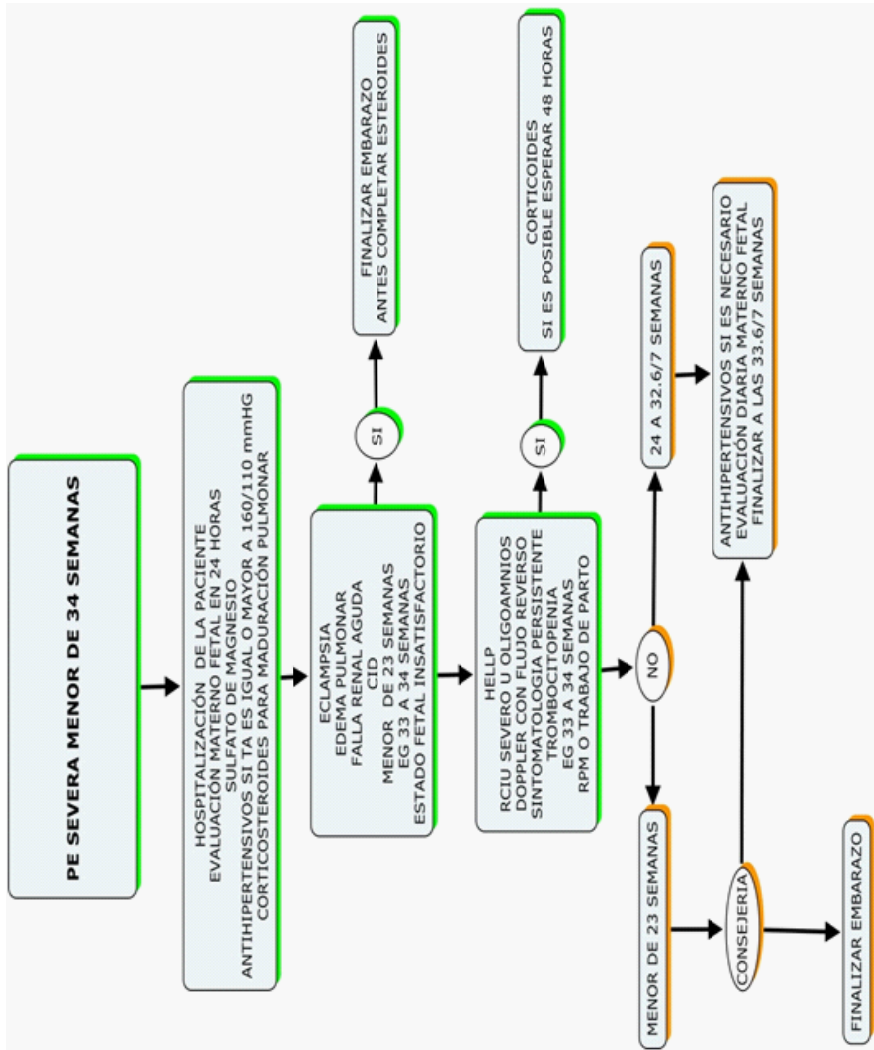 PE SEVERA MENOR DE 34 SEMANAS
HOSPITALIZACIÓN DE LA PACIENTE
EVALUACIÓN MATERNO FETAL EN 24 HORAS
SULFATO DE MAGNESIO
ANTIHIPERTENSIVOS SI TA ES IGUAL O MAYOR A 160/110 mmHG
CORTICOSTEROIDES PARA MADURACIÓN PULMONAR
ECLAMPSIA
EDEMA PULMONAR
FALLA RENAL AGUDA
CID
MENOR DE 23 SEMANAS
EG 33 A 34 SEMANAS
ESTADO FETAL INSATISFACTORIO
SI
FINALIZAR EMBARAZO
ANTES COMPLETAR ESTEROIDES
HELLP
RCIU SEVERO U OLIGOAMNIOS
DOPPLER CON FLUJO REVERSO
SINTOMATOLOGIA PERSISTENTE
TROMBOCITOPENIA
EG 33 A 34 SEMANAS
RPM O TRABAJO DE PARTO
SI
CORTICOIDES
SI ES POSIBLE ESPERAR 48 HORAS
NO
MENOR DE 23 SEMANAS
24 A 32.6/7 SEMANAS
CONSEJERIA
ANTIHIPERTENSIVOS SI ES NECESARIO
EVALUACIÓN DIARIA MATERNO FETAL
FINALIZAR A LAS 33.6/7 SEMANAS
FINALIZAR EMBARAZO